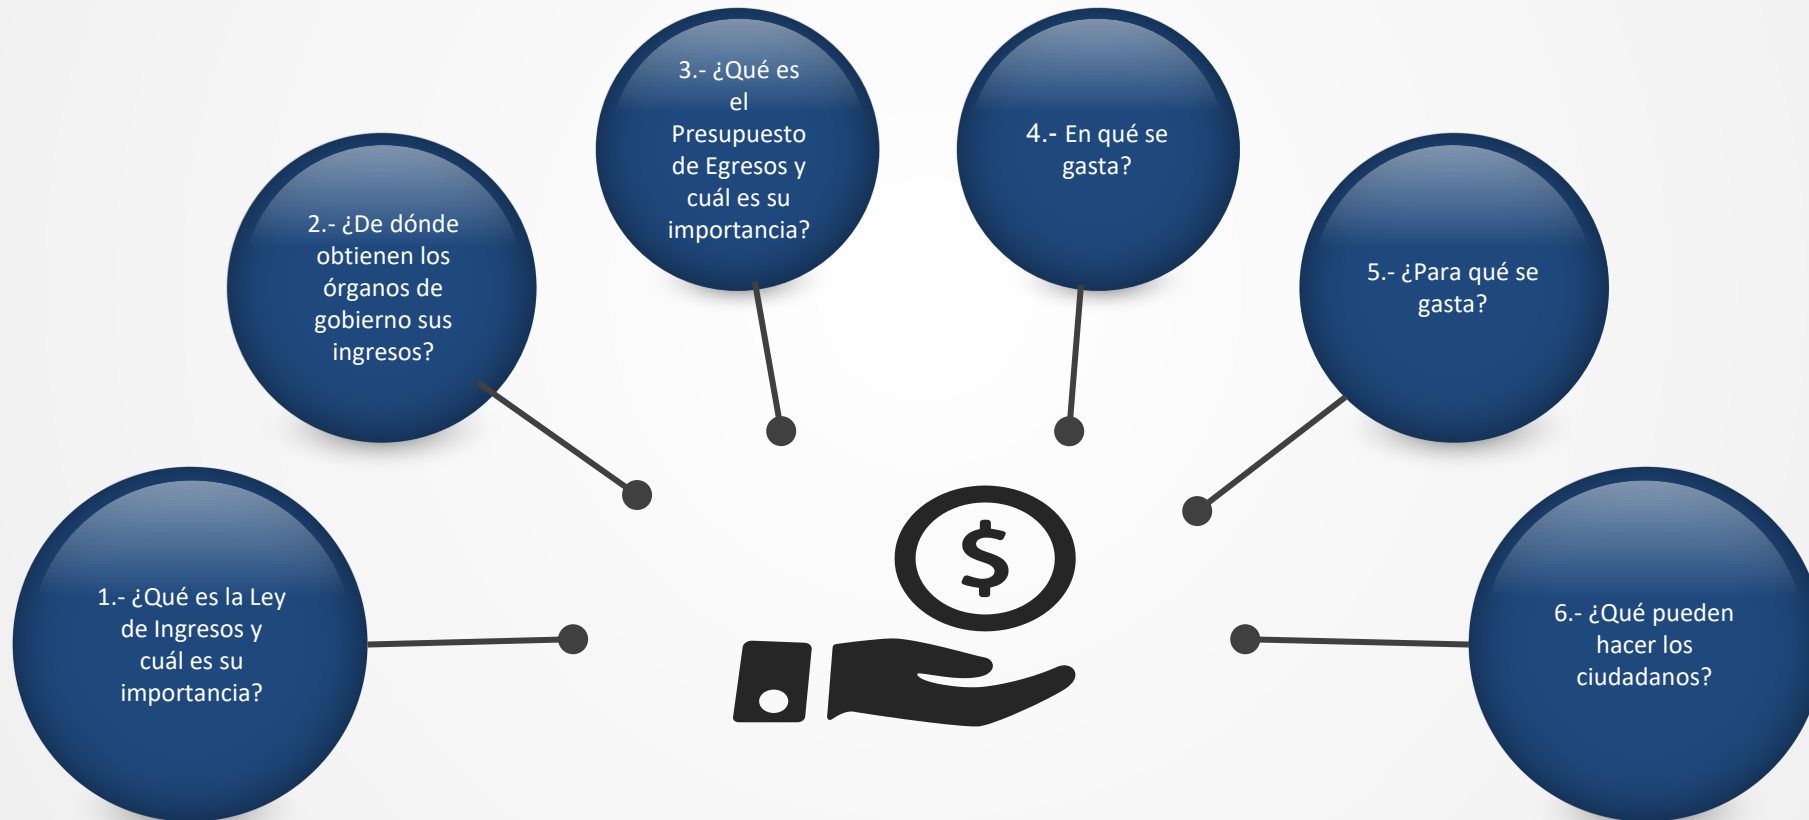 1.- ¿Qué es la Ley
de Ingresos y
cuál es su
importancia?
2.- ¿De dónde
obtienen los
órganos de
gobierno sus
ingresos?
3.- ¿Qué es
el
Presupuesto
de Egresos y
cuál es su
importancia?
4.- En qué se
gasta?
5.- ¿Para qué se
gasta?
6.- ¿Qué pueden
hacer los
ciudadanos?
$